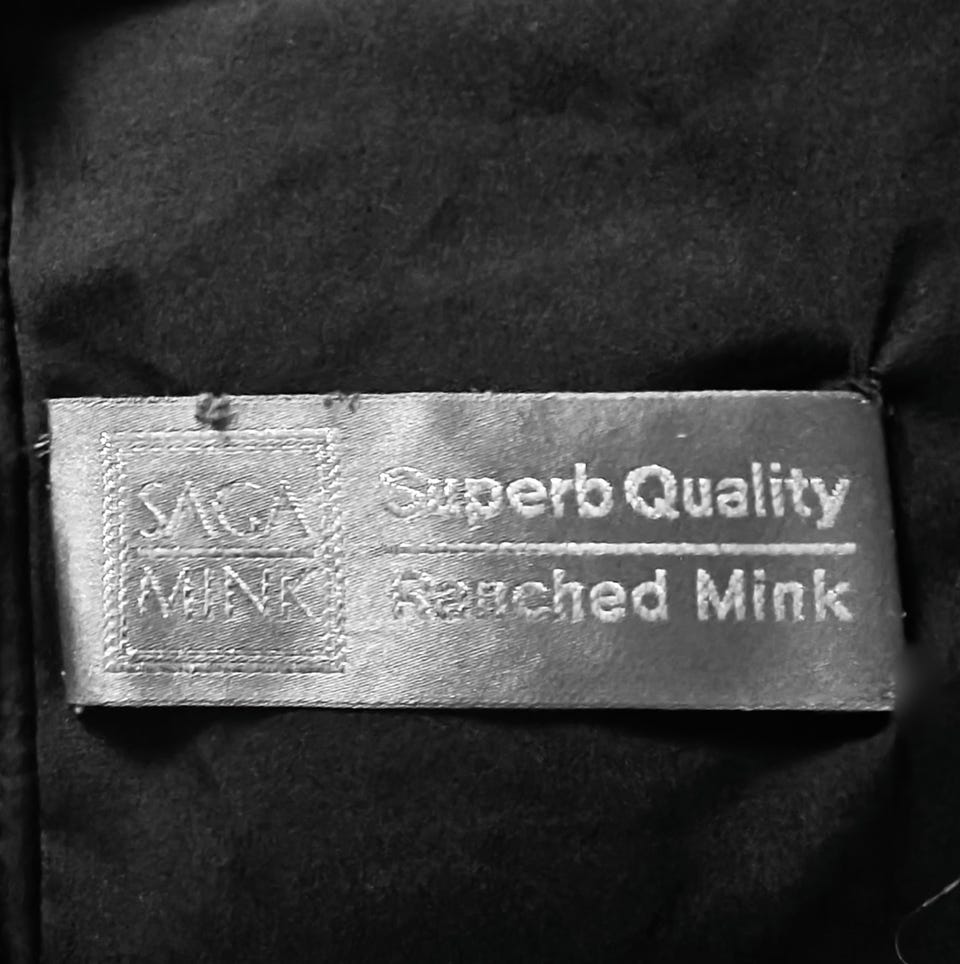 SAGA
MINK
Superb Quality
Ranched Mink